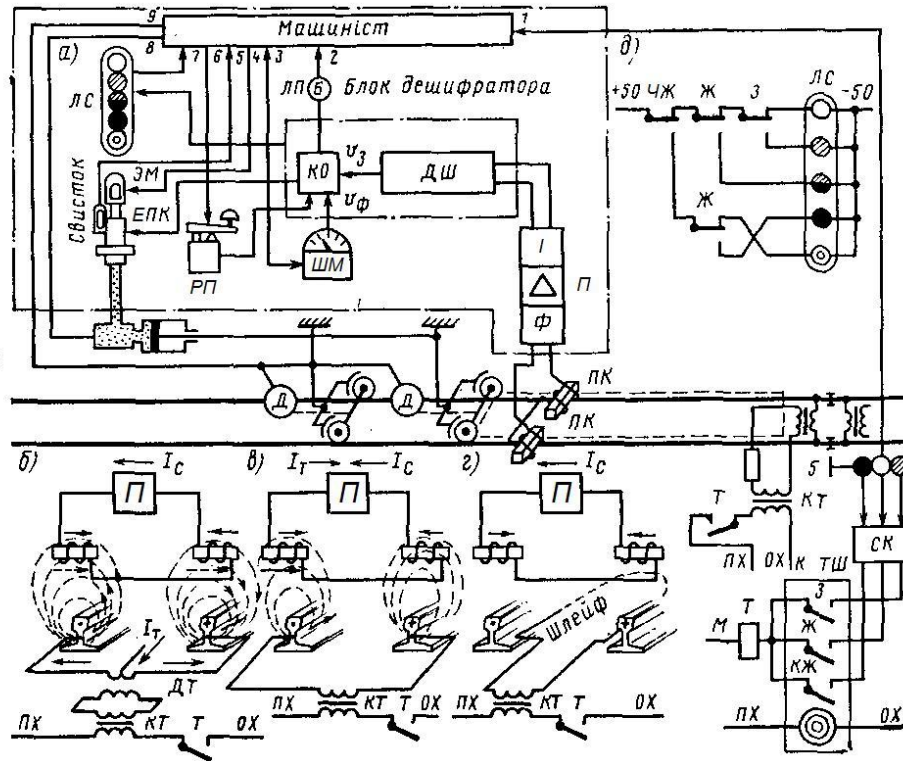 9
Машиніст
1
а)
8
7
6
5
4
3
2
д)
ЛС
ЛП
Б
Блок дешифратора
+50
ЧЖ
Ж
З
ЛС
-50
Свисток
ЭМ
ЕПК
КО
υз
ДШ
υф
РП
ШМ
І
Ф
П
Ж
Д
Д
ПК
ПК
б)
Iс
в)
Iт
Iс
г)
Iс
П
П
П
5
Т
КТ
ПХ
ОХ
К
ТШ
СК
М
Т
З
Ж
КЖ
ПХ
ОХ
Iт
ДТ
Шлейф
ПХ
КТ
Т
ОХ
ПХ
КТ
Т
ОХ
ПХ
КТ
Т
ОХ